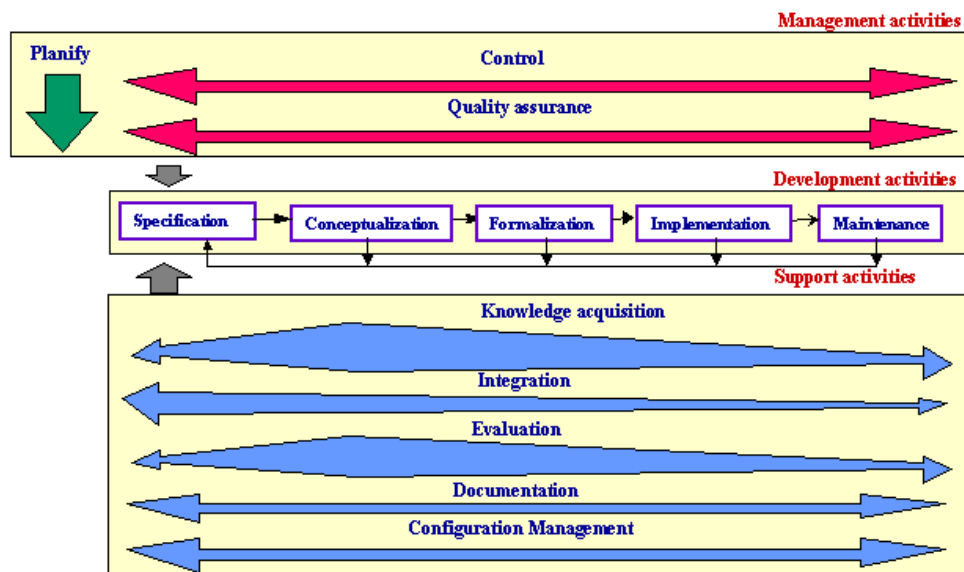 Management activities
Planify
Control
Quality assurance
Development activities
Specification
Conceptualization
Formalization
Implementation
Maintenance
Support activities
Knowledge acquisition
Integration
Evaluation
Documentation
Configuration Management